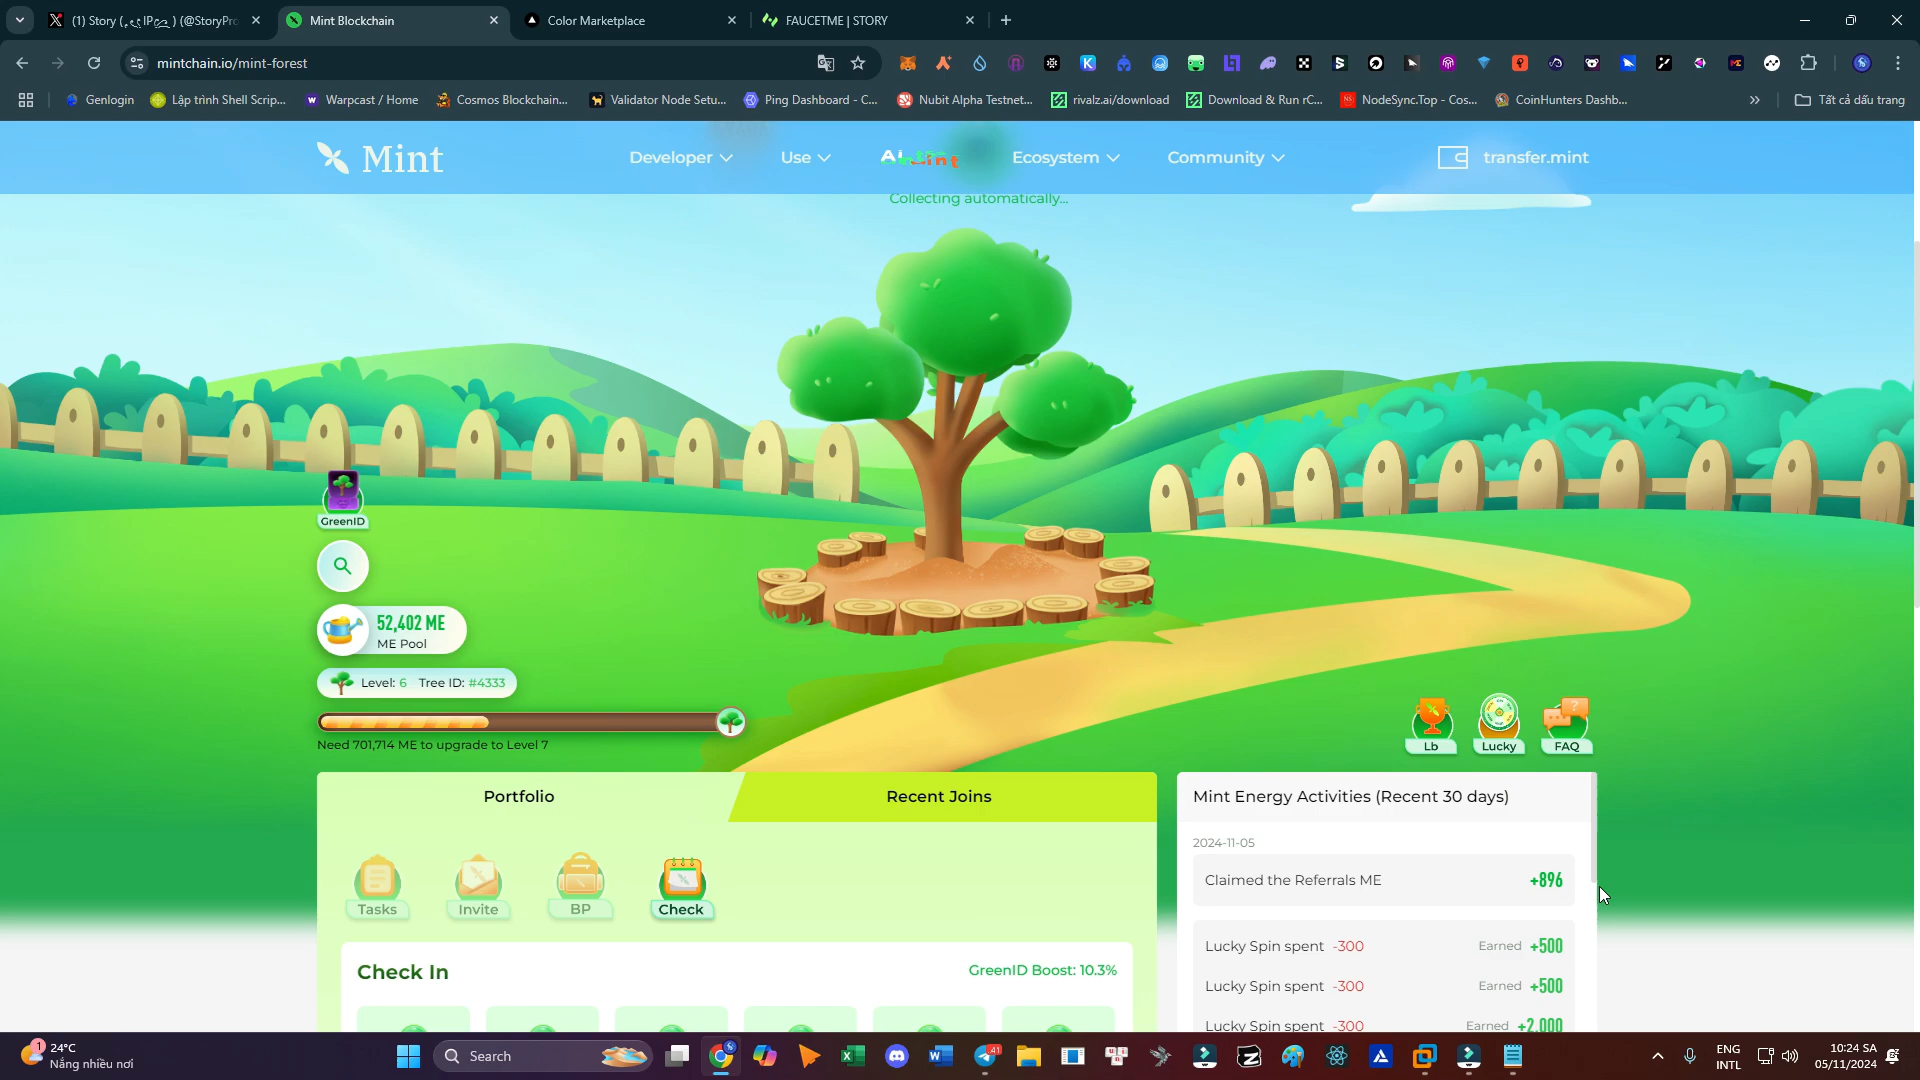 (1) Story ( IP ) (@StoryPro
Mint Blockchain
Color Marketplace
FAUCETME | STORY
mintchain.io/mint-forest
Genlogin
Lập trình Shell Scrip...
Warpcast / Home
Cosmos Blockchain...
Validator Node Setu...
Ping Dashboard - C...
Nubit Alpha Testnet...
rivalz.ai/download
Download & Run rC...
NodeSync.Top - Cos...
CoinHunters Dashb...
Tất cả dấu trang
Mint
Developer
Use
Ecosystem
Community
transfer.mint
Collecting automatically...
GreenID
52,402 ME
ME Pool
Level: 6 Tree ID: #4333
Need 701,714 ME to upgrade to Level 7
Lb
Lucky
FAQ
Portfolio
Recent Joins
Tasks
Invite
BP
Check
Check In
GreenID Boost: 10.3%
Mint Energy Activities (Recent 30 days)
2024-11-05
Claimed the Referrals ME +896
Lucky Spin spent -300 Earned +500
Lucky Spin spent -300 Earned +500
Lucky Spin spent -300 Earned +2,000
1
24°C
Nắng nhiều nơi
Search
41
ENG
INTL
10:24 SA
05/11/2024